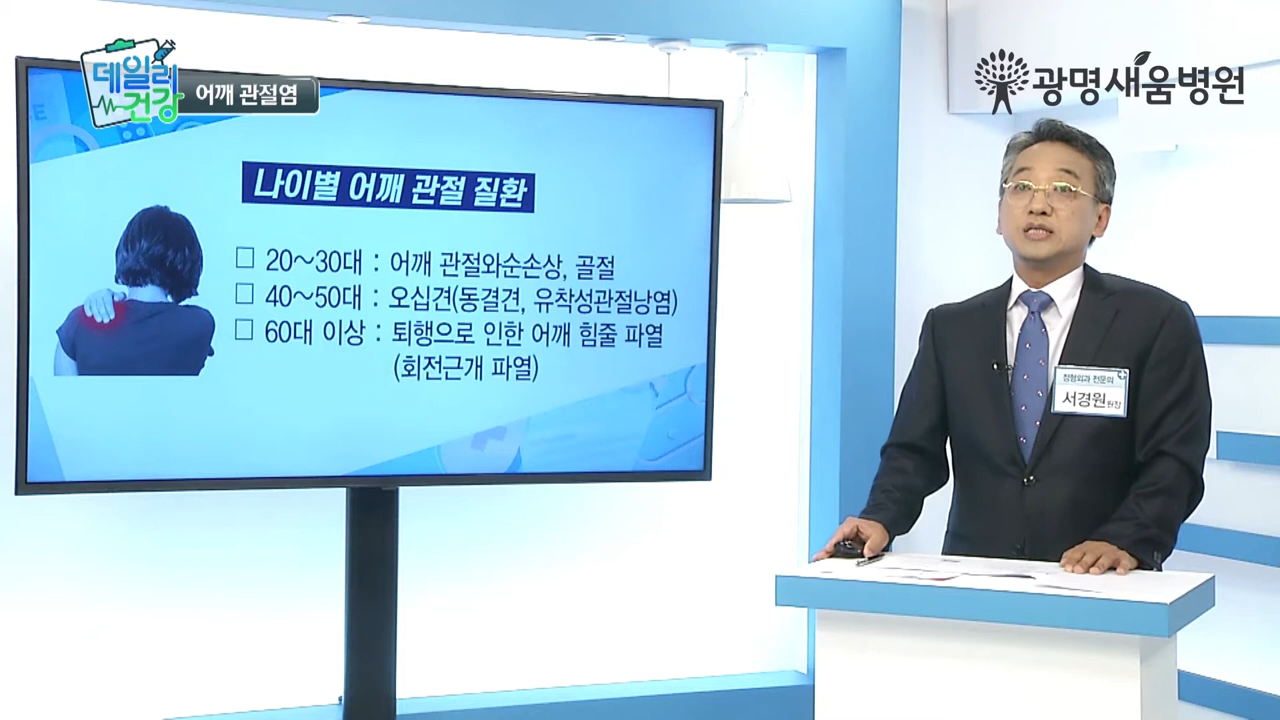 데일리
건강
어깨 관절염
광명새움병원
나이별 어깨 관절 질환
□ 20~30대 : 어깨 관절와순손상, 골절
□ 40~50대 : 오십견(동결견, 유착성관절낭염)
□ 60대 이상 : 퇴행으로 인한 어깨 힘줄 파열
(회전근개 파열)
정형외과 전문의
서경원 원장